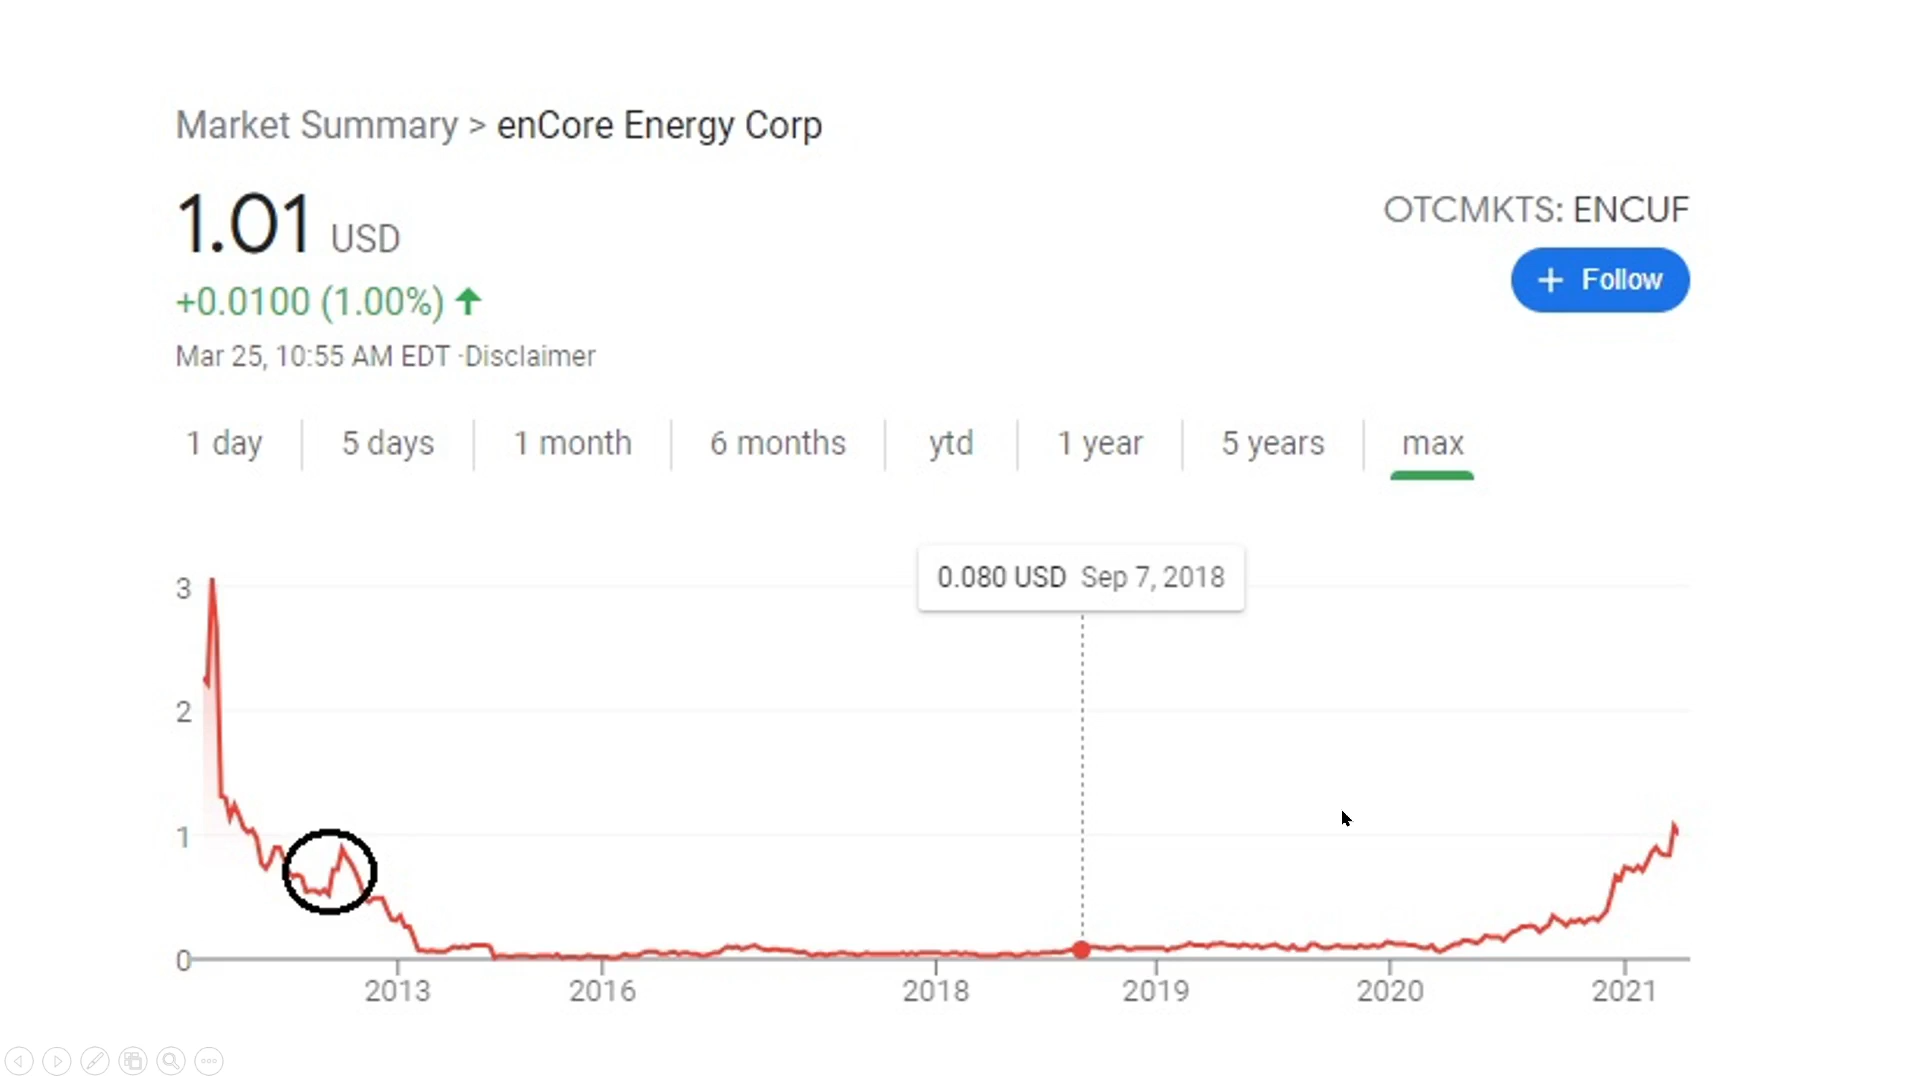 Market Summary > enCore Energy Corp
1.01 USD
OTCMKTS: ENCUF
+ Follow
+0.0100 (1.00%)
Mar 25, 10:55 AM EDT ·Disclaimer
1 day 5 days 1 month 6 months ytd 1 year 5 years max
0.080 USD Sep 7, 2018
3
2
1
0
2013 2016 2018 2019 2020 2021